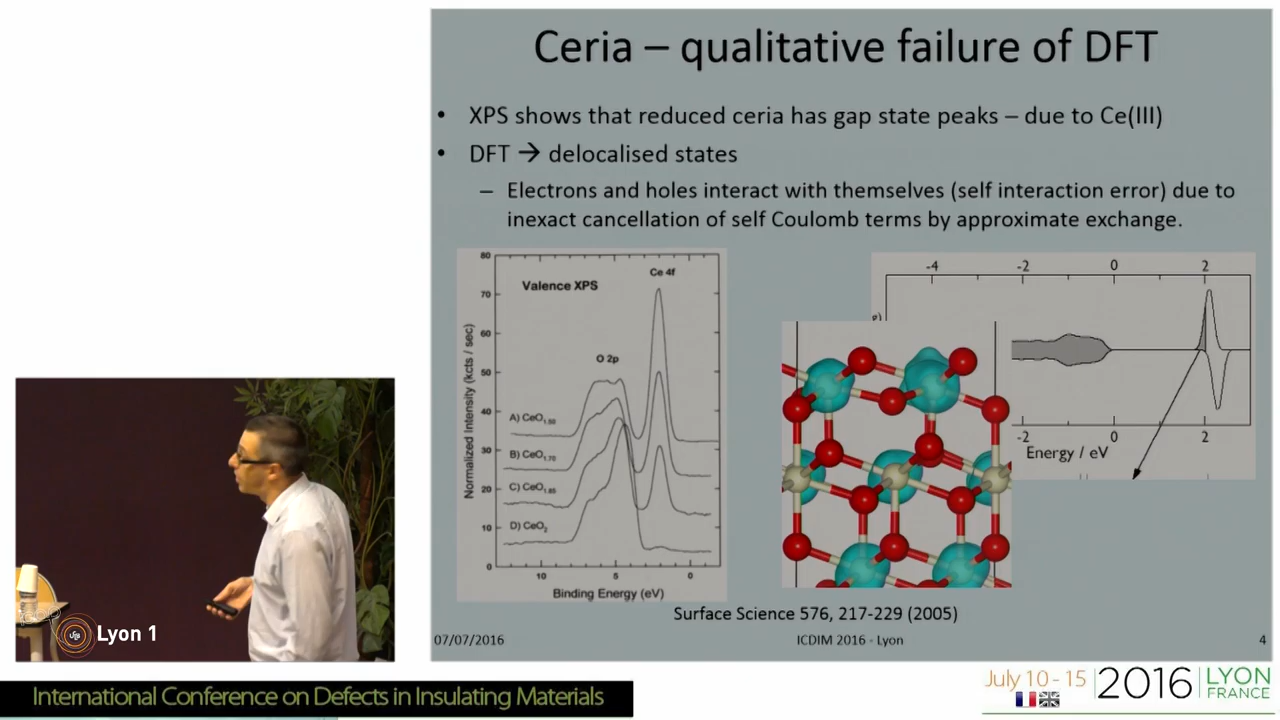 Ceria – qualitative failure of DFT
• XPS shows that reduced ceria has gap state peaks – due to Ce(III)
• DFT → delocalised states
– Electrons and holes interact with themselves (self interaction error) due to
inexact cancellation of self Coulomb terms by approximate exchange.
Valence XPS
Ce 4f
O 2p
A) CeO1.60
B) CeO1.70
C) CeO1.85
D) CeO2
Normalized Intensity (kcts / sec)
80
70
60
50
40
30
20
10
0
10 5 0
Binding Energy (eV)
-4 -2 0 2
-2 0 2
Energy / eV
Surface Science 576, 217-229 (2005)
07/07/2016 ICDIM 2016 - Lyon 4
Lyon 1
International Conference on Defects in Insulating Materials
July 10 - 15
2016
LYON
FRANCE